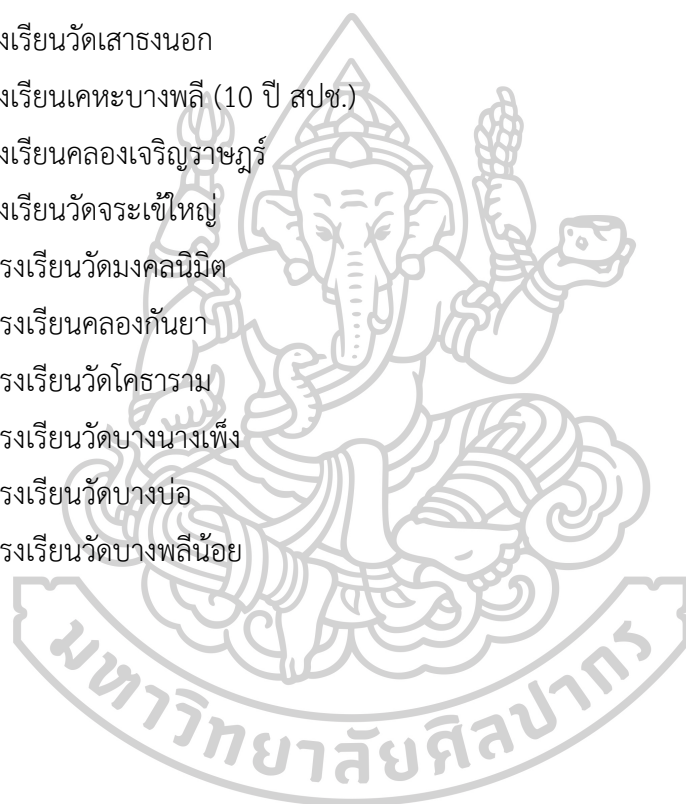 งเรียนวัดเสาธงนอก
งเรียนเคหะบางพลี (10 ปี สปช.)
งเรียนคลองเจริญราษฎร์
งเรียนวัดจระเข้ใหญ่
รงเรียนวัดมงคลนิมิต
รงเรียนคลองกันยา
รงเรียนวัดโคธาราม
รงเรียนวัดบางนางเพ็ง
รงเรียนวัดบางบ่อ
รงเรียนวัดบางพลีน้อย
มหาวิทยาลัยศิลปากร